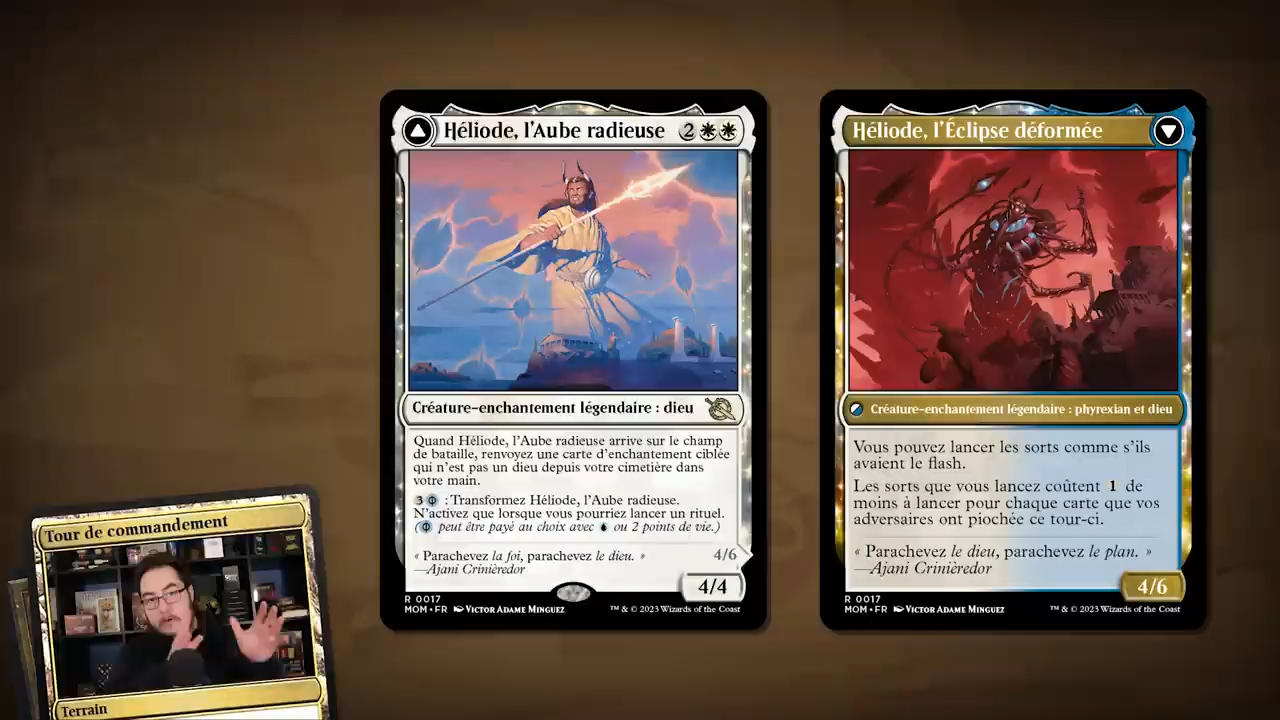 Héliode, l'Aube radieuse 2
Créature-enchantement légendaire : dieu
Quand Héliode, l'Aube radieuse arrive sur le champ
de bataille, renvoyez une carte d'enchantement ciblée
qui n'est pas un dieu depuis votre cimetière dans
votre main.
3 : Transformez Héliode, l'Aube radieuse.
N'activez que lorsque vous pourriez lancer un rituel.
( peut être payé au choix avec ou 2 points de vie.)
« Parachevez la foi, parachevez le dieu. »
—Ajani Crinièredor
4/6
4/4
R 0017
MOM • FR Victor Adame Minguez
™ & © 2023 Wizards of the Coast
Héliode, l'Éclipse déformée
Créature-enchantement légendaire : phyrexian et dieu
Vous pouvez lancer les sorts comme s'ils
avaient le flash.
Les sorts que vous lancez coûtent 1 de
moins à lancer pour chaque carte que vos
adversaires ont piochée ce tour-ci.
« Parachevez le dieu, parachevez le plan. »
—Ajani Crinièredor
4/6
R 0017
MOM • FR Victor Adame Minguez
™ & © 2023 Wizards of the Coast
Tour de commandement
Terrain